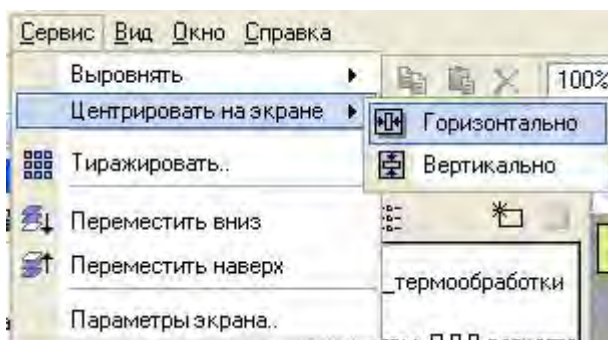 Сервис Вид Окно Справка
Выровнять
100%
Центрировать на экране
Горизонтально
Тиражировать..
Вертикально
Переместить вниз
Переместить наверх
_термообработки
Параметры экрана..